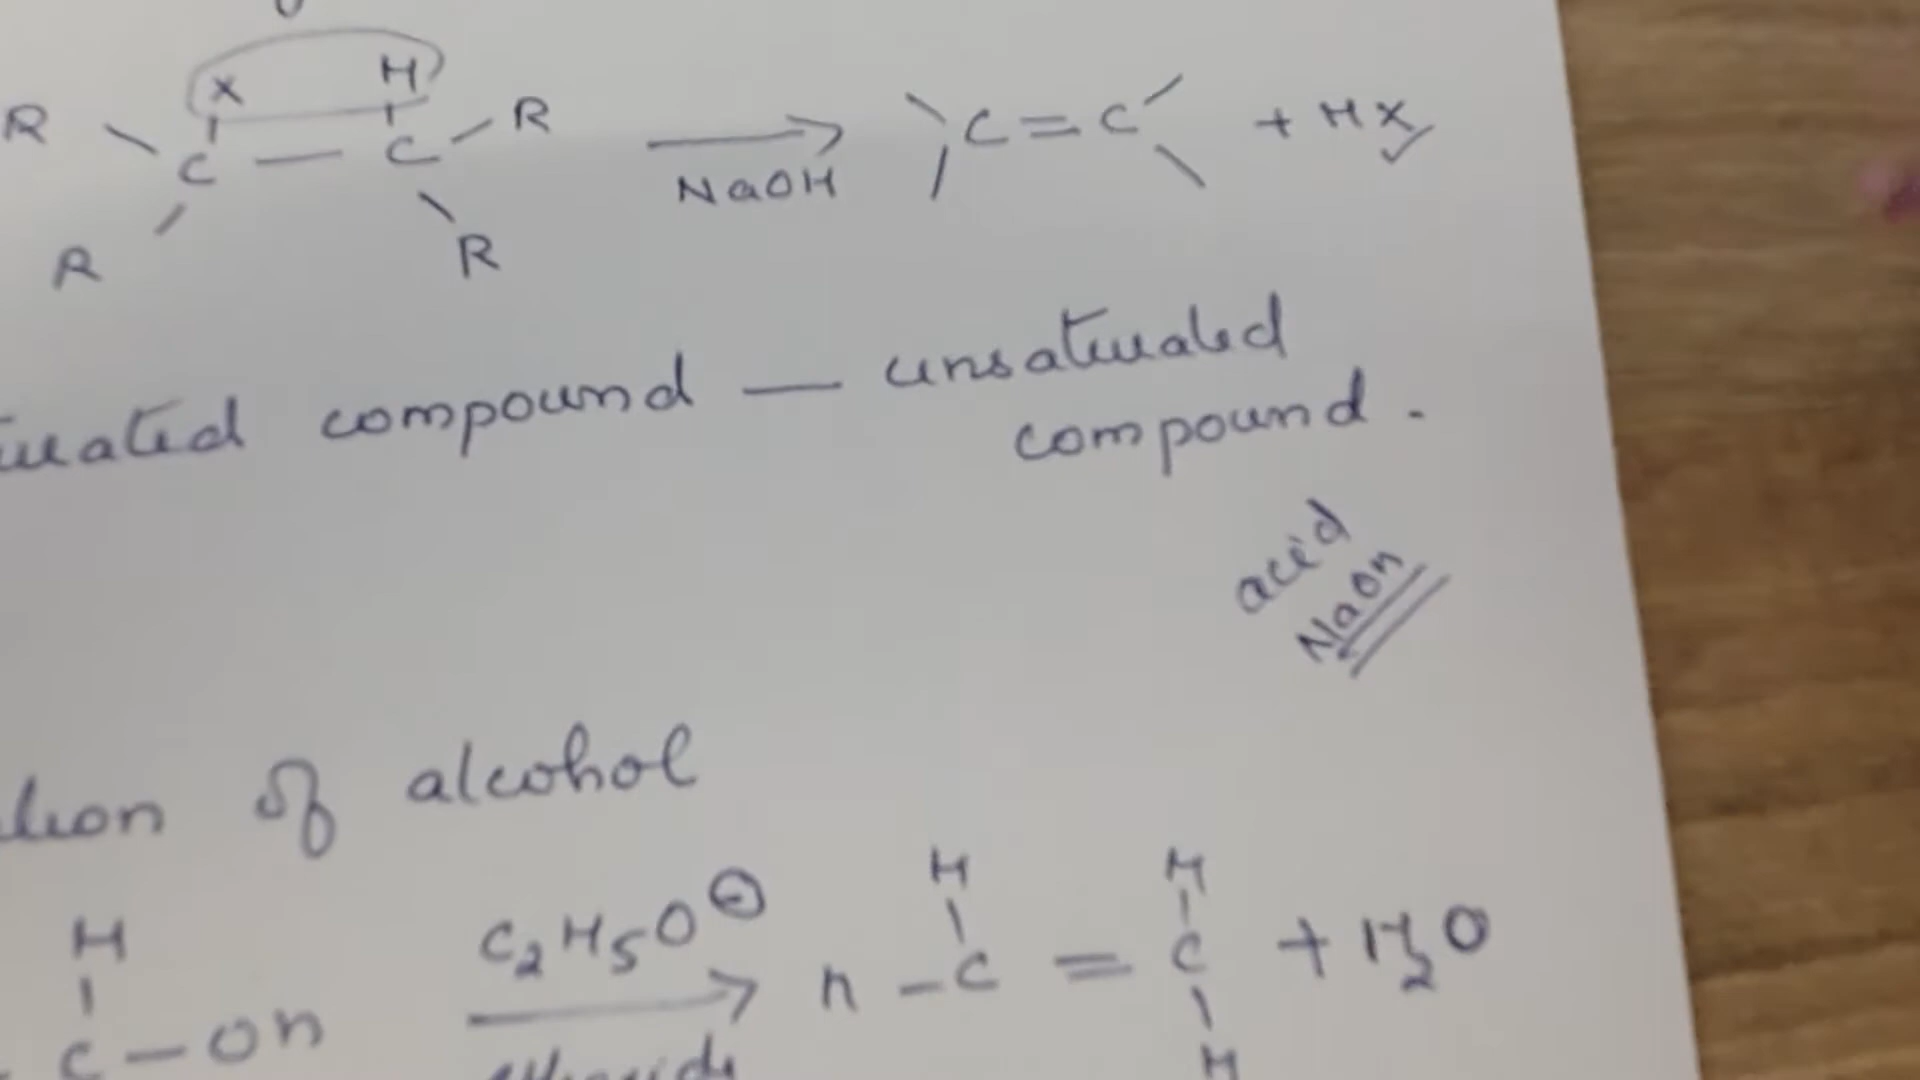 X H
R C — C R → C = C + HX
NaOH
R R
compound — unsaturated
compound .
acid
NaOH
of alcohol
H C2H5O⊖ H H
C - OH → H - C = C + H2O
H